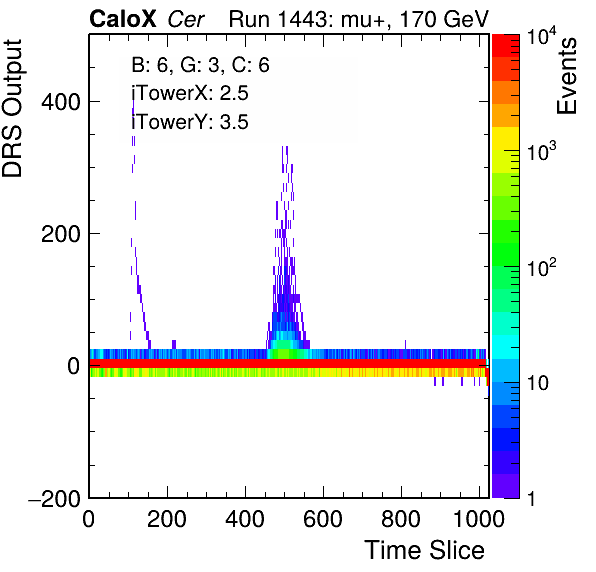 CaloX Cer Run 1443: mu+, 170 GeV
B: 6, G: 3, C: 6
iTowerX: 2.5
iTowerY: 3.5
DRS Output
400
200
0
−200
0 200 400 600 800 1000
Time Slice
Events
10^4
10^3
10^2
10
1